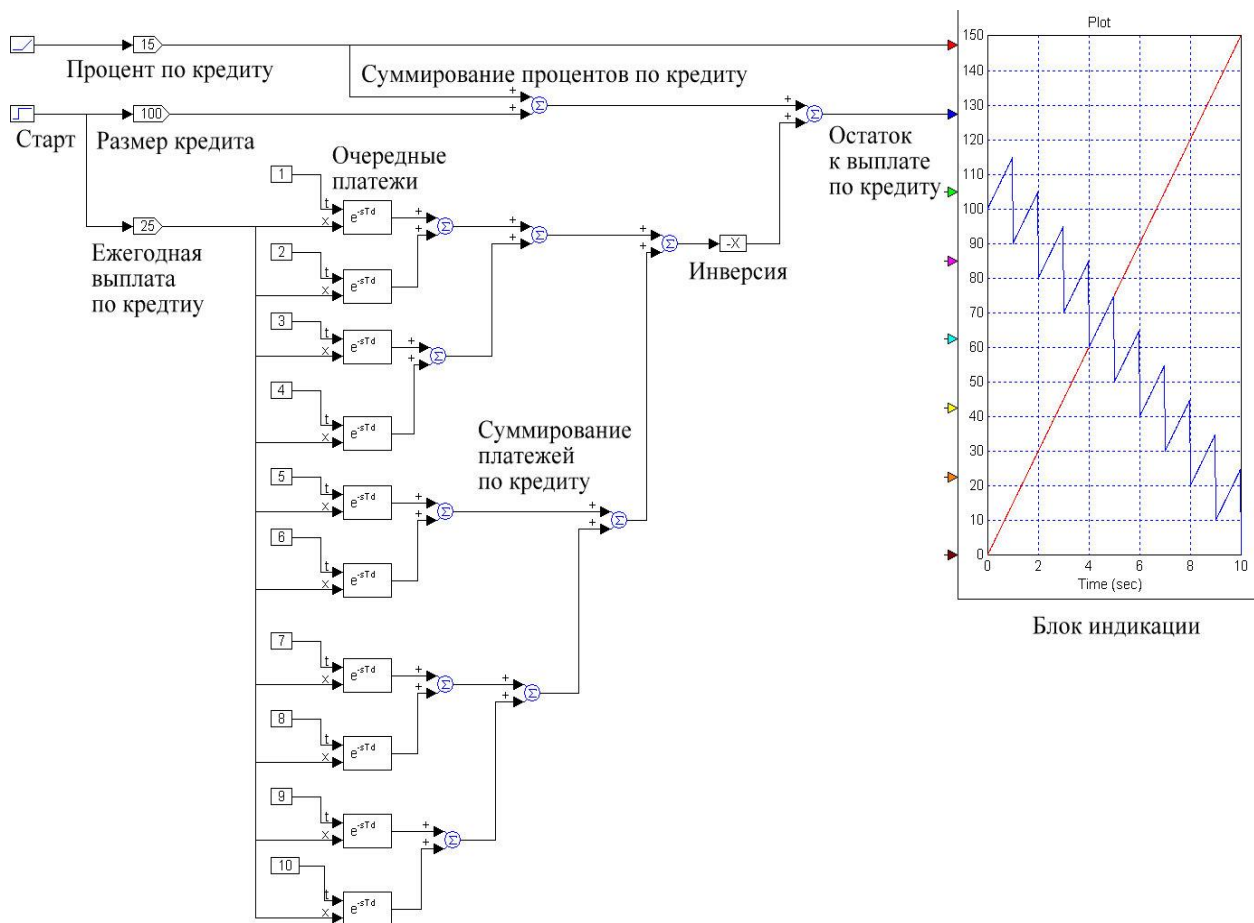 Plot
15
Процент по кредиту
Суммирование процентов по кредиту
+
+
Σ
+
+
Σ
100
Старт
Размер кредита
Остаток
к выплате
по кредиту
Очередные
платежи
1
t
x
e-sTd
+
+
Σ
+
+
Σ
+
+
Σ
-X
Инверсия
25
Ежегодная
выплата
по кредтиу
2
t
x
e-sTd
3
t
x
e-sTd
+
+
Σ
4
t
x
e-sTd
Суммирование
платежей
по кредиту
5
t
x
e-sTd
+
+
Σ
+
+
Σ
6
t
x
e-sTd
7
t
x
e-sTd
+
+
Σ
+
+
Σ
8
t
x
e-sTd
9
t
x
e-sTd
+
+
Σ
10
t
x
e-sTd
150
140
130
120
110
100
90
80
70
60
50
40
30
20
10
0
0 2 4 6 8 10
Time (sec)
Блок индикации